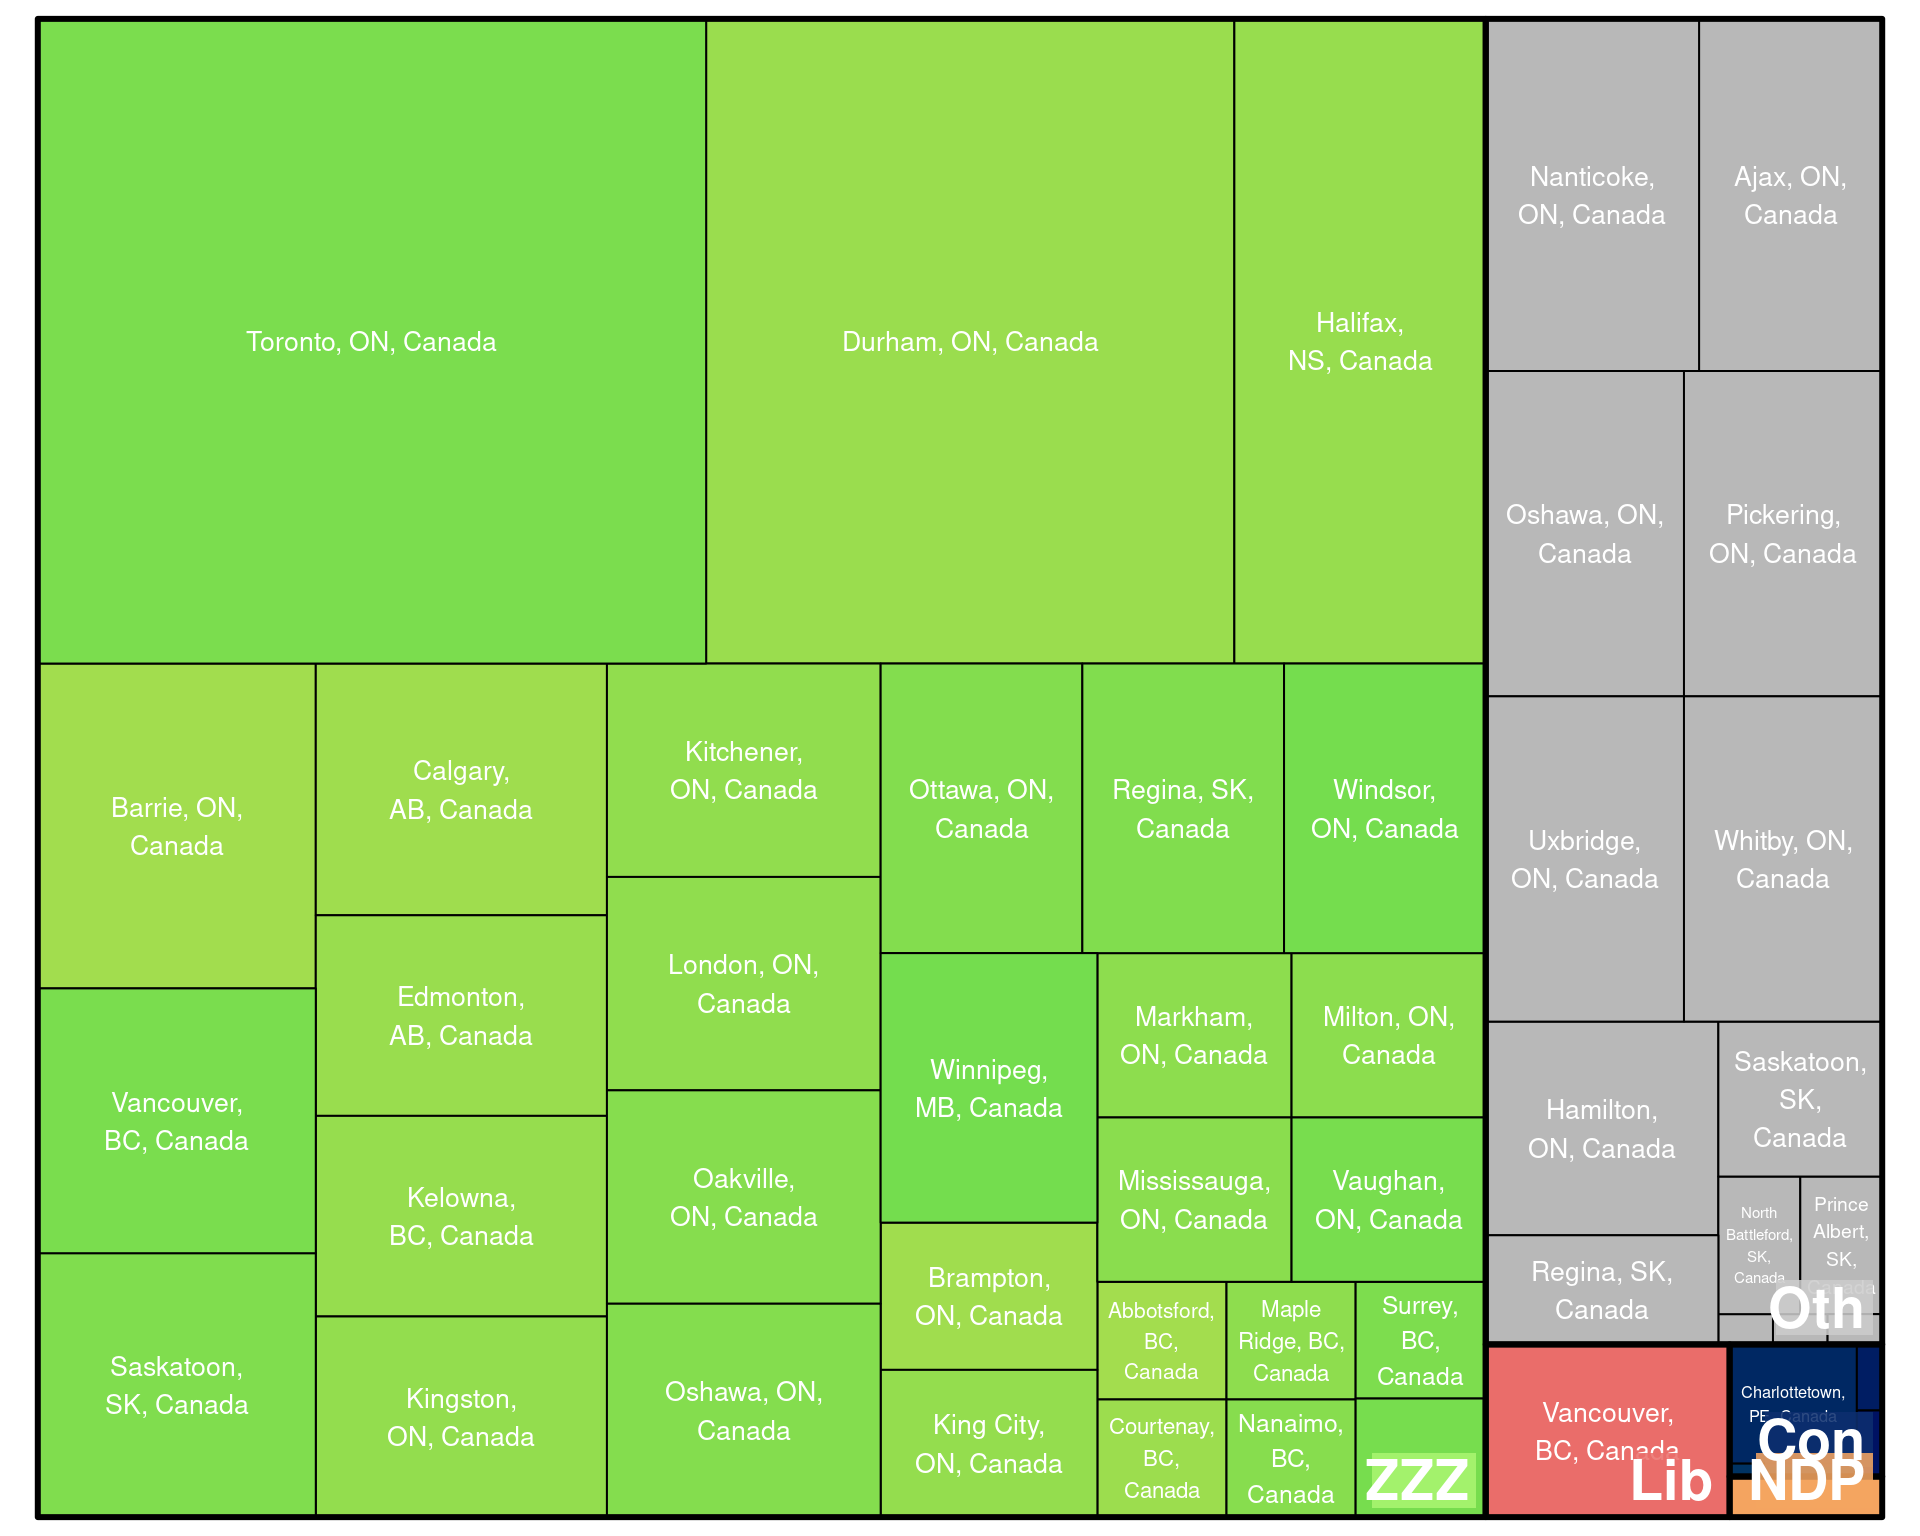 Toronto, ON, Canada
Durham, ON, Canada
Halifax,
NS, Canada
Nanticoke,
ON, Canada
Ajax, ON,
Canada
Oshawa, ON,
Canada
Pickering,
ON, Canada
Barrie, ON,
Canada
Calgary,
AB, Canada
Kitchener,
ON, Canada
Ottawa, ON,
Canada
Regina, SK,
Canada
Windsor,
ON, Canada
Uxbridge,
ON, Canada
Whitby, ON,
Canada
Edmonton,
AB, Canada
London, ON,
Canada
Winnipeg,
MB, Canada
Markham,
ON, Canada
Milton, ON,
Canada
Hamilton,
ON, Canada
Saskatoon,
SK,
Canada
Vancouver,
BC, Canada
Kelowna,
BC, Canada
Oakville,
ON, Canada
Mississauga,
ON, Canada
Vaughan,
ON, Canada
North
Battleford,
SK,
Canada
Prince
Albert,
SK,
Canada
Regina, SK,
Canada
Oth
Brampton,
ON, Canada
Abbotsford,
BC,
Canada
Maple
Ridge, BC,
Canada
Surrey,
BC,
Canada
Saskatoon,
SK, Canada
Kingston,
ON, Canada
Oshawa, ON,
Canada
King City,
ON, Canada
Courtenay,
BC,
Canada
Nanaimo,
BC,
Canada
ZZZ
Vancouver,
BC, Canada
Lib
Charlottetown,
PE, Canada
Con
NDP